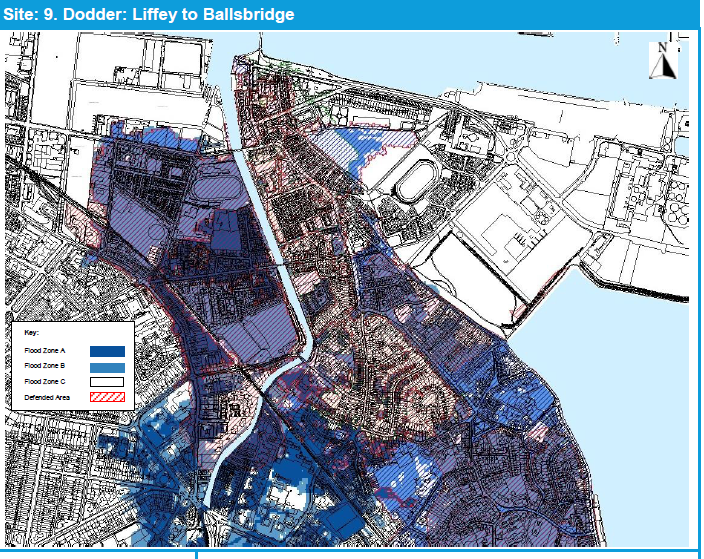 Site: 9. Dodder: Liffey to Ballsbridge
N
Key:
Flood Zone A
Flood Zone B
Flood Zone C
Defended Area